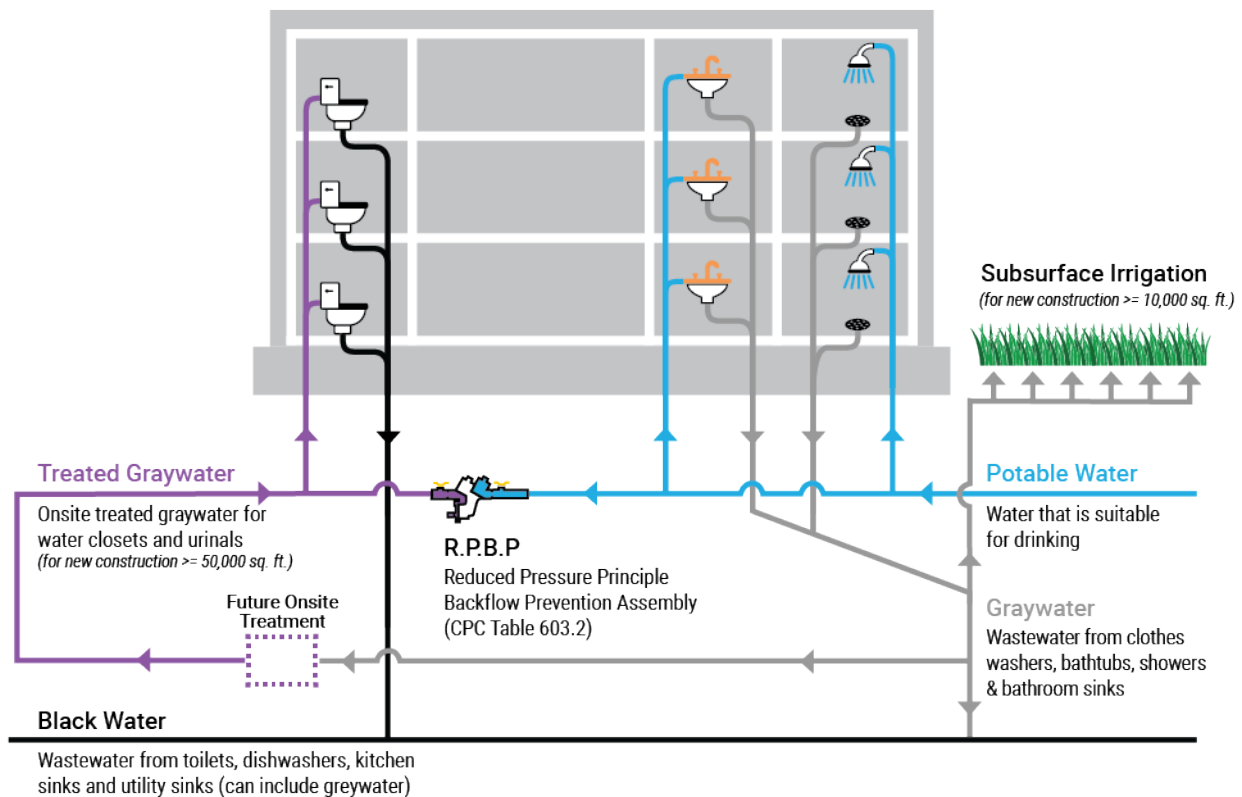 Subsurface Irrigation
(for new construction >= 10,000 sq. ft.)
Treated Graywater
Onsite treated graywater for
water closets and urinals
(for new construction >= 50,000 sq. ft.)
R.P.B.P
Reduced Pressure Principle
Backflow Prevention Assembly
(CPC Table 603.2)
Potable Water
Water that is suitable
for drinking
Future Onsite
Treatment
Graywater
Wastewater from clothes
washers, bathtubs, showers
& bathroom sinks
Black Water
Wastewater from toilets, dishwashers, kitchen
sinks and utility sinks (can include greywater)